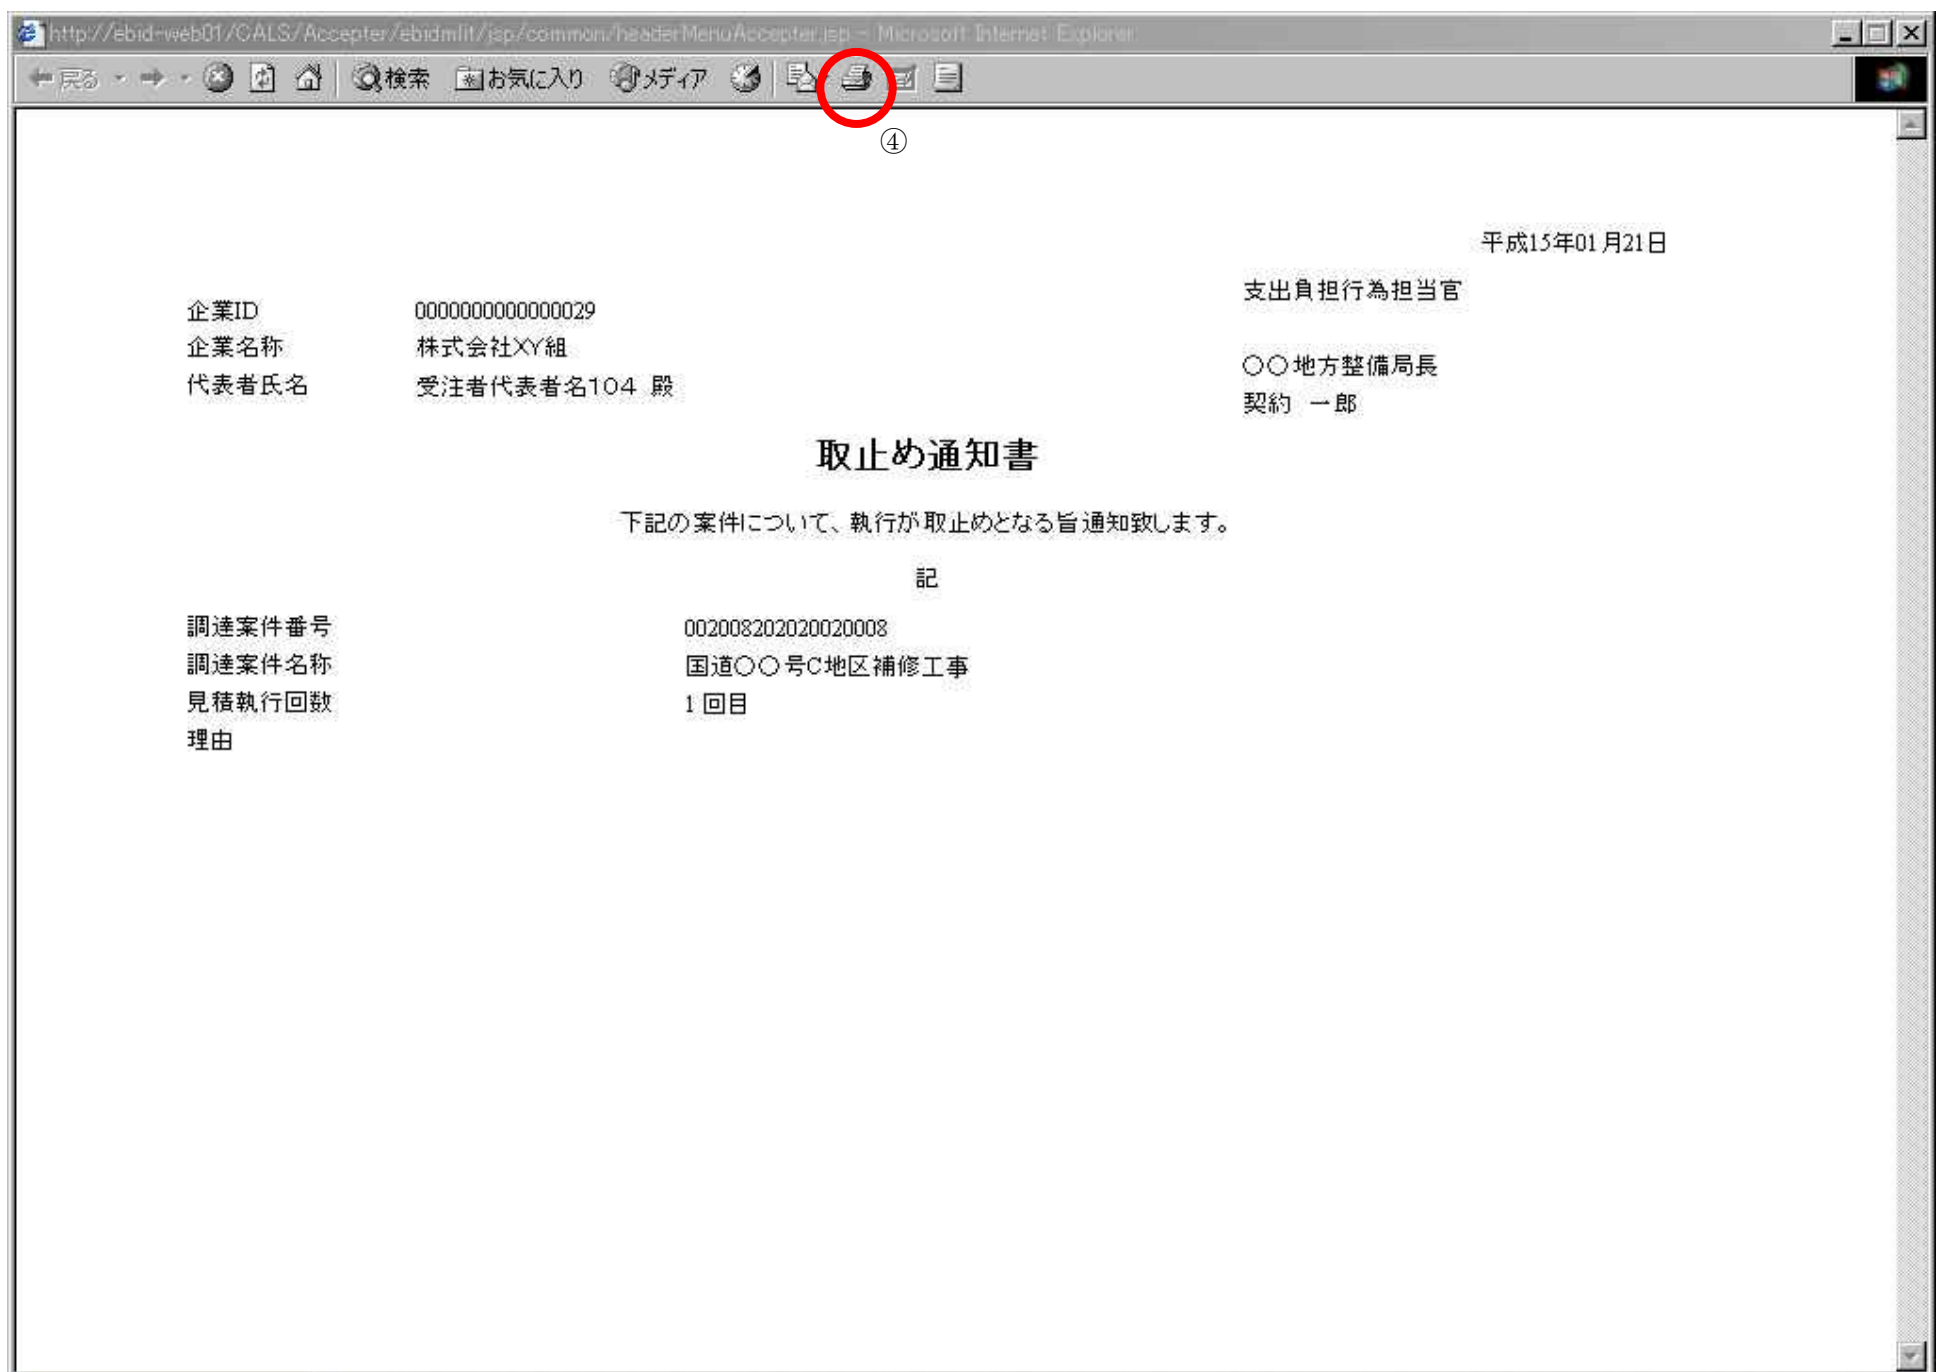 http://ebid-web01/CALS/Accepter/ebidmlit/jsp/common/headerMenuAccepter.jsp - Microsoft Internet Explorer
戻る 検索 お気に入り メディア
④
平成15年01月21日
支出負担行為担当官
企業ID 0000000000000029
企業名称 株式会社XY組
〇〇地方整備局長
代表者氏名 受注者代表者名104 殿
契約 一郎
取止め通知書
下記の案件について、執行が取止めとなる旨通知致します。
記
調達案件番号 002008202020020008
調達案件名称 国道〇〇号C地区補修工事
見積執行回数 1回目
理由